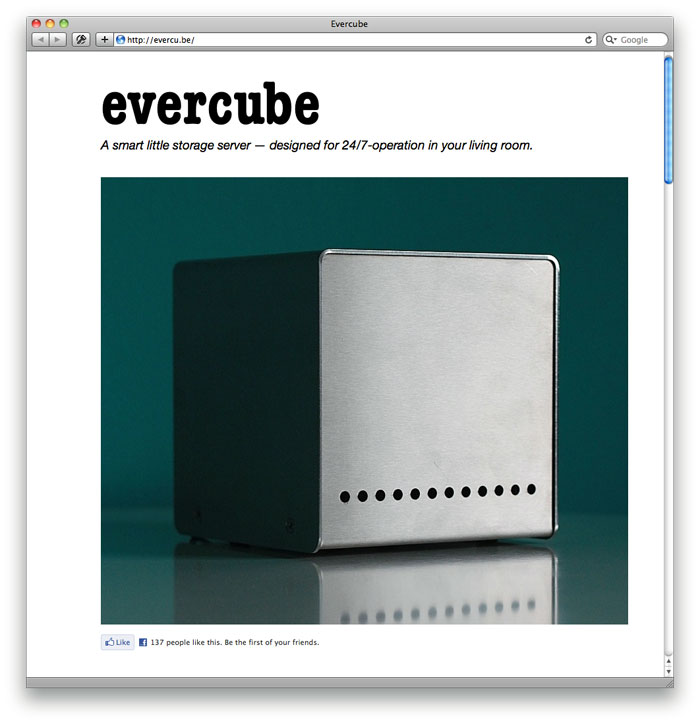 Evercube
http://evercu.be/
Google
evercube
A smart little storage server — designed for 24/7-operation in your living room.
Like
137 people like this. Be the first of your friends.